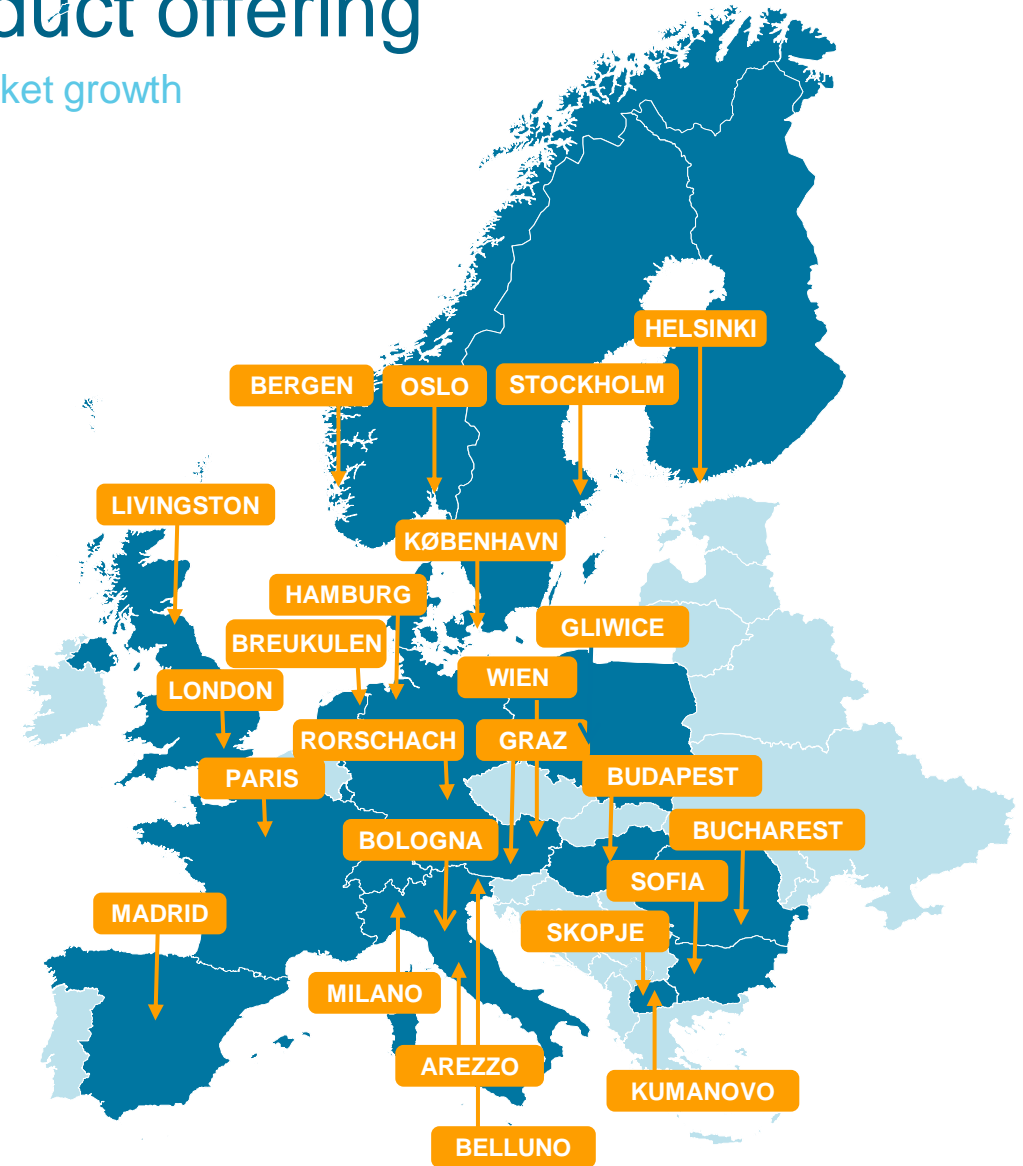 duct offering
ket growth
HELSINKI
BERGEN
OSLO
STOCKHOLM
LIVINGSTON
KØBENHAVN
HAMBURG
GLIWICE
BREUKULEN
WIEN
LONDON
RORSCHACH
GRAZ
PARIS
BUDAPEST
BOLOGNA
BUCHAREST
SOFIA
MADRID
SKOPJE
MILANO
AREZZO
KUMANOVO
BELLUNO